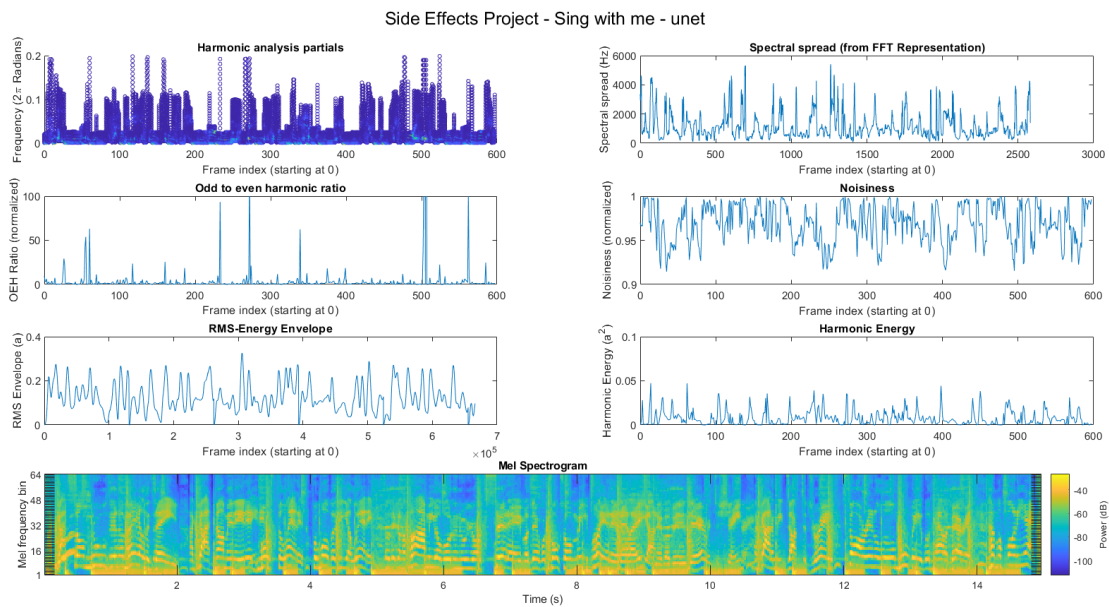 Side Effects Project - Sing with me - unet
Harmonic analysis partials
Frequency (2π Radians)
0.2
0.1
0
0 100 200 300 400 500 600
Frame index (starting at 0)
Spectral spread (from FFT Representation)
Spectral spread (Hz)
6000
4000
2000
0
0 500 1000 1500 2000 2500 3000
Frame index (starting at 0)
Odd to even harmonic ratio
OEH Ratio (normalized)
100
50
0
0 100 200 300 400 500 600
Frame index (starting at 0)
Noisiness
Noisiness (normalized)
1
0.95
0.9
0 100 200 300 400 500 600
Frame index (starting at 0)
RMS-Energy Envelope
RMS Envelope (a)
0.4
0.2
0
0 1 2 3 4 5 6 7
Frame index (starting at 0)
×10⁵
Harmonic Energy
Harmonic Energy (a²)
0.1
0.05
0
0 100 200 300 400 500 600
Frame index (starting at 0)
Mel Spectrogram
Mel frequency bin
64
48
32
16
1
2 4 6 8 10 12 14
Time (s)
-40
-60
-80
-100
Power (dB)